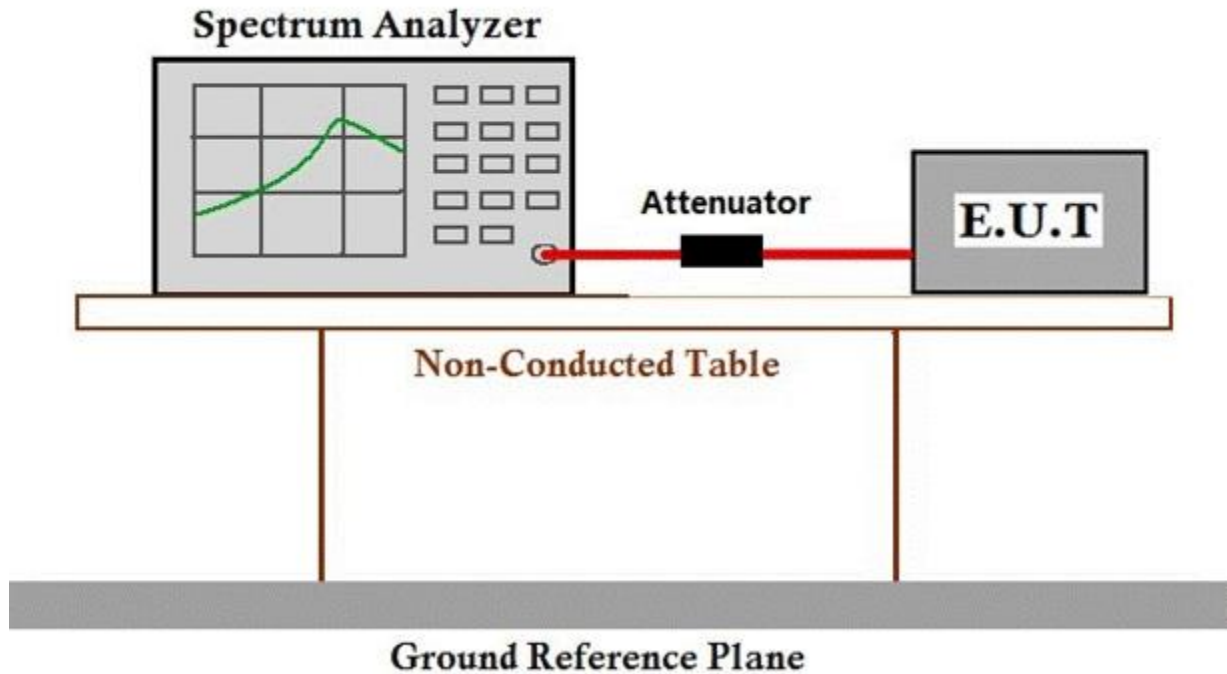 Spectrum Analyzer
Attenuator
E.U.T
Non-Conducted Table
Ground Reference Plane